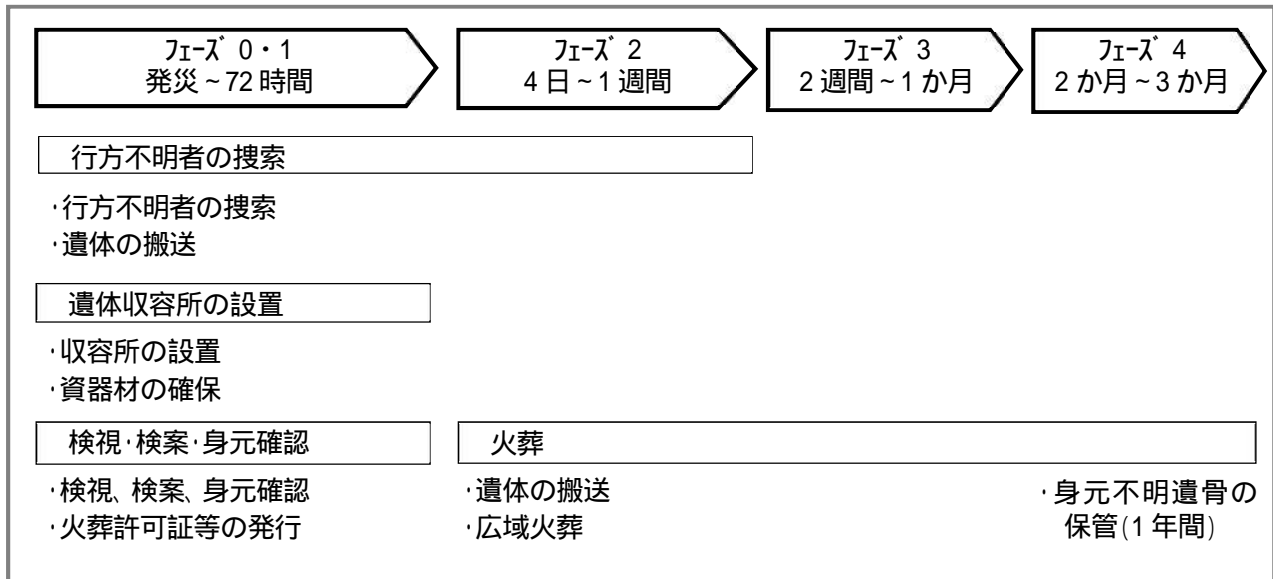 ﾌｪｰｽﾞ 0・1
発災~72 時間
ﾌｪｰｽﾞ 2
4 日~1 週間
ﾌｪｰｽﾞ 3
2 週間~1 か月
ﾌｪｰｽﾞ 4
2 か月~3 か月
行方不明者の捜索
・行方不明者の捜索
・遺体の搬送
遺体収容所の設置
・収容所の設置
・資器材の確保
検視・検案・身元確認
・検視、検案、身元確認
・火葬許可証等の発行
火葬
・遺体の搬送
・広域火葬
・身元不明遺骨の
保管(1 年間)